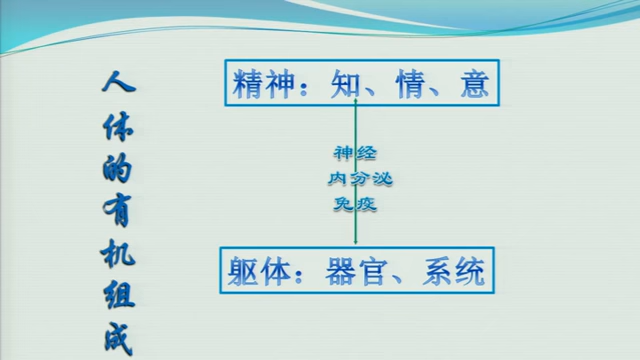 人体的有机组成
精神：知、情、意
神经
内分泌
免疫
躯体：器官、系统